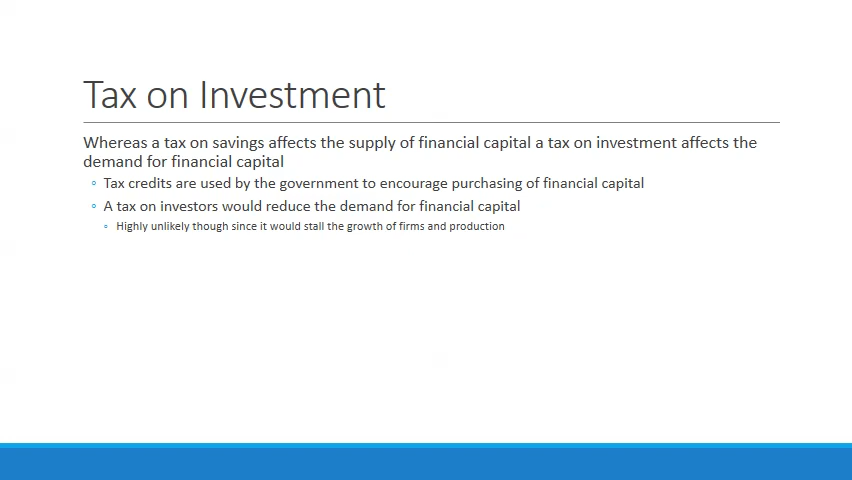 Tax on Investment
Whereas a tax on savings affects the supply of financial capital a tax on investment affects the
demand for financial capital
◦ Tax credits are used by the government to encourage purchasing of financial capital
◦ A tax on investors would reduce the demand for financial capital
◦ Highly unlikely though since it would stall the growth of firms and production